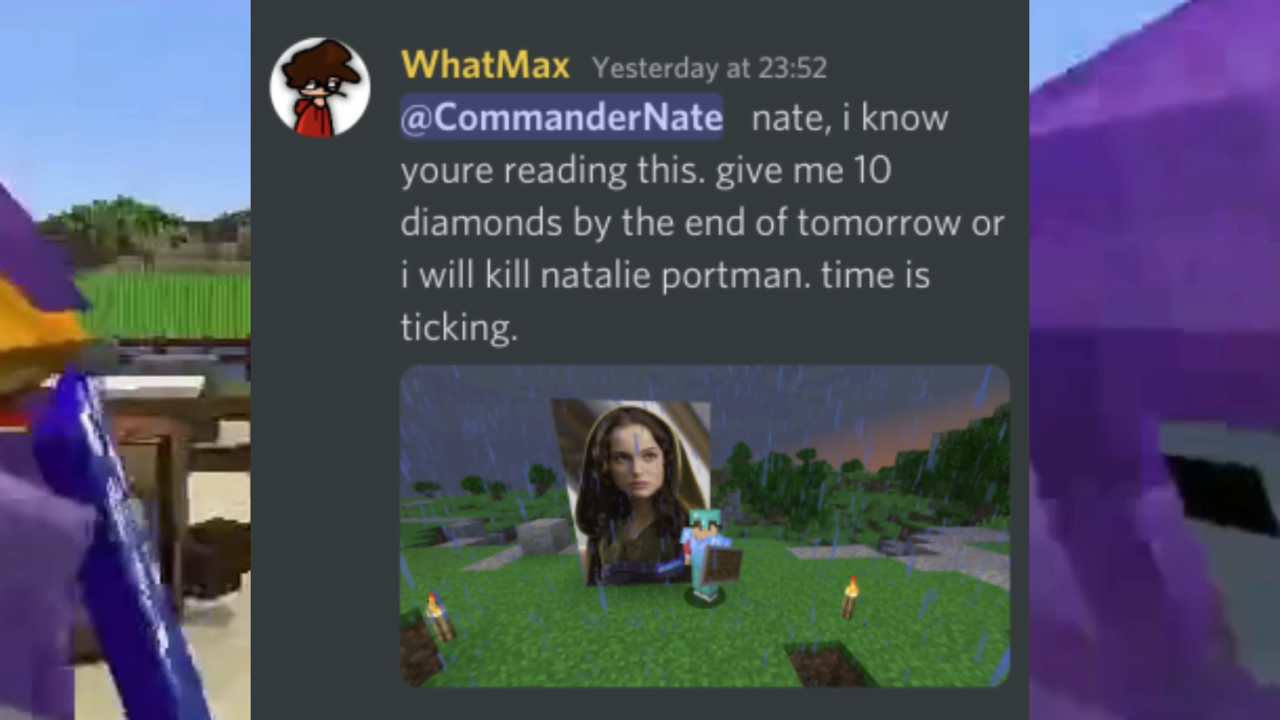 WhatMax Yesterday at 23:52
@CommanderNate nate, i know
youre reading this. give me 10
diamonds by the end of tomorrow or
i will kill natalie portman. time is
ticking.